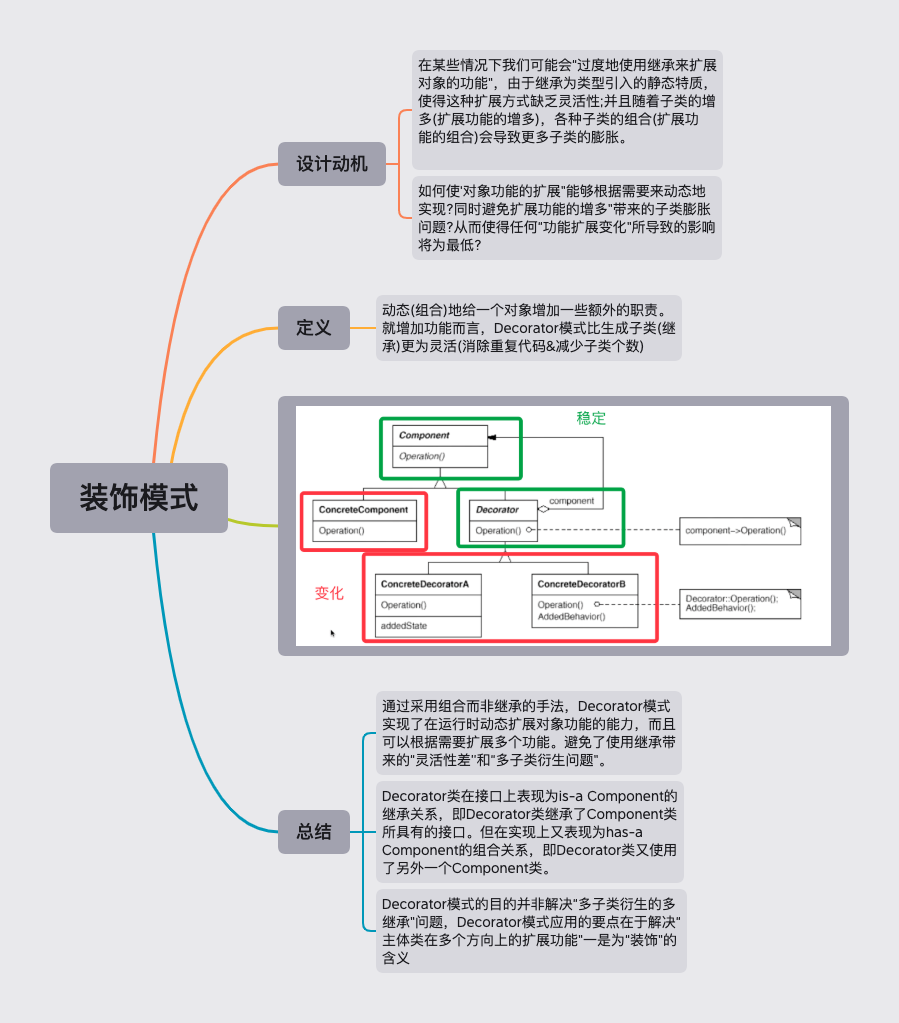 在某些情况下我们可能会"过度地使用继承来扩展
对象的功能"，由于继承为类型引入的静态特质，
使得这种扩展方式缺乏灵活性;并且随着子类的增
多(扩展功能的增多)，各种子类的组合(扩展功
能的组合)会导致更多子类的膨胀。
设计动机
如何使'对象功能的扩展"能够根据需要来动态地
实现?同时避免扩展功能的增多"带来的子类膨胀
问题?从而使得任何"功能扩展变化"所导致的影响
将为最低?
定义
动态(组合)地给一个对象增加一些额外的职责。
就增加功能而言，Decorator模式比生成子类(继
承)更为灵活(消除重复代码&减少子类个数)
装饰模式
稳定
Component
Operation()
component
ConcreteComponent
Operation()
Decorator
Operation()
component->Operation()
变化
ConcreteDecoratorA
Operation()
addedState
ConcreteDecoratorB
Operation()
AddedBehavior()
Decorator::Operation();
AddedBehavior();
通过采用组合而非继承的手法，Decorator模式
实现了在运行时动态扩展对象功能的能力，而且
可以根据需要扩展多个功能。避免了使用继承带
来的"灵活性差"和"多子类衍生问题"。
总结
Decorator类在接口上表现为is-a Component的
继承关系，即Decorator类继承了Component类
所具有的接口。但在实现上又表现为has-a
Component的组合关系，即Decorator类又使用
了另外一个Component类。
Decorator模式的目的并非解决"多子类衍生的多
继承"问题，Decorator模式应用的要点在于解决"
主体类在多个方向上的扩展功能"一是为"装饰"的
含义